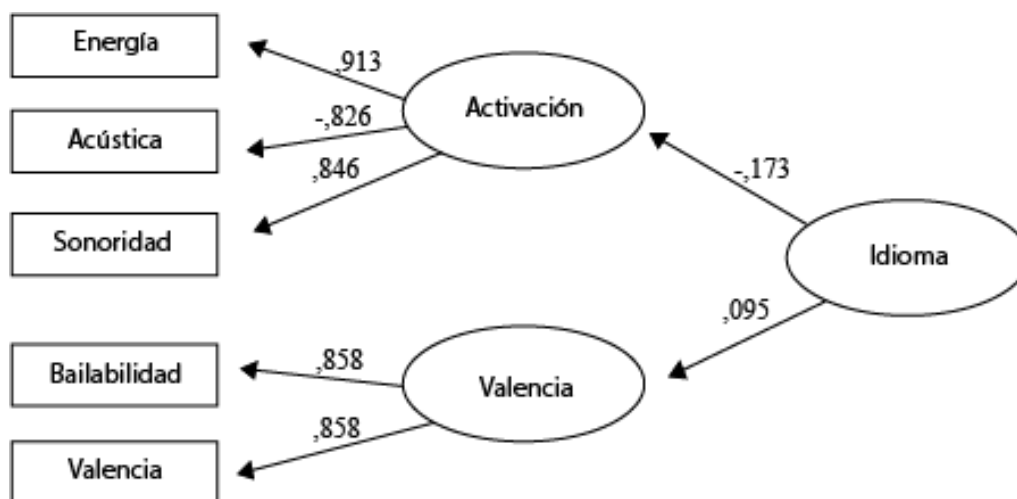 Energía
,913
Activación
Acústica
-,826
,846
Sonoridad
-,173
Idioma
,095
Bailabilidad
,858
Valencia
,858
Valencia